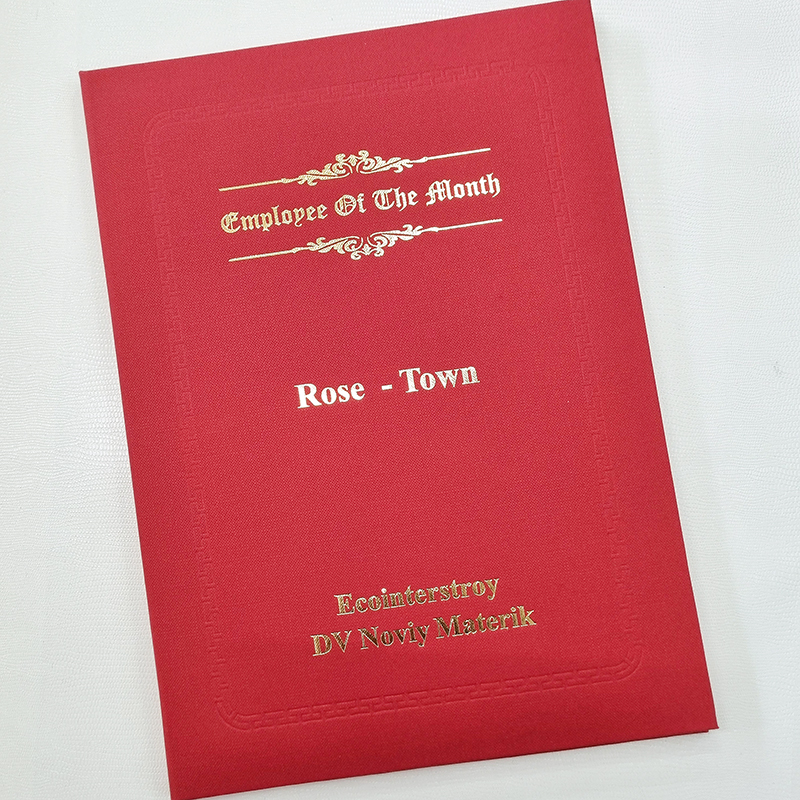 Employee Of The Month
Rose - Town
Ecointerstroy
DV Noviy Materik